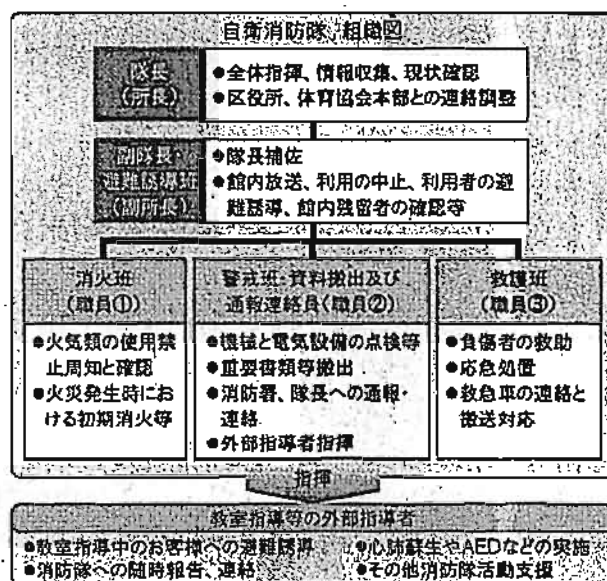 自衛消防隊 組織図
隊長
(所長)
●全体指揮、情報収集、現状確認
●区役所、体育協会本部との連絡調整
副隊長・
避難誘導班
(副所長)
●隊長補佐
●館内放送、利用の中止、利用者の避
難誘導、館内残留者の確認等
消火班
(職員①)
●火気類の使用禁
止周知と確認
●火災発生時にお
ける初期消火等
警戒班・資料搬出及び
通報連絡員(職員②)
●機械と電気設備の点検等
●重要書類等搬出
●消防署、隊長への通報・
連絡
●外部指導者指揮
救護班
(職員③)
●負傷者の救助
●応急処置
●救急車の連絡と
搬送対応
指揮
教室指導等の外部指導者
●教室指導中のお客様への避難誘導
●消防隊への随時報告、連絡
●心肺蘇生やAEDなどの実施
●その他消防隊活動支援